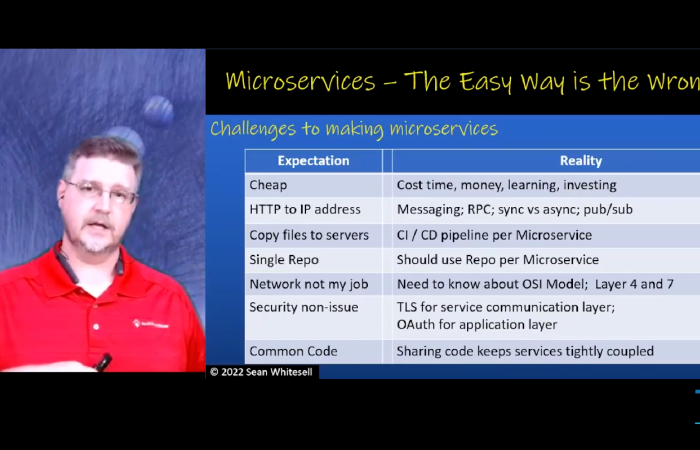 Microservices – The Easy Way is the Wron
Challenges to making microservices
Expectation Reality
Cheap Cost time, money, learning, investing
HTTP to IP address Messaging; RPC; sync vs async; pub/sub
Copy files to servers CI / CD pipeline per Microservice
Single Repo Should use Repo per Microservice
Network not my job Need to know about OSI Model; Layer 4 and 7
Security non-issue TLS for service communication layer;
OAuth for application layer
Common Code Sharing code keeps services tightly coupled
© 2022 Sean Whitesell